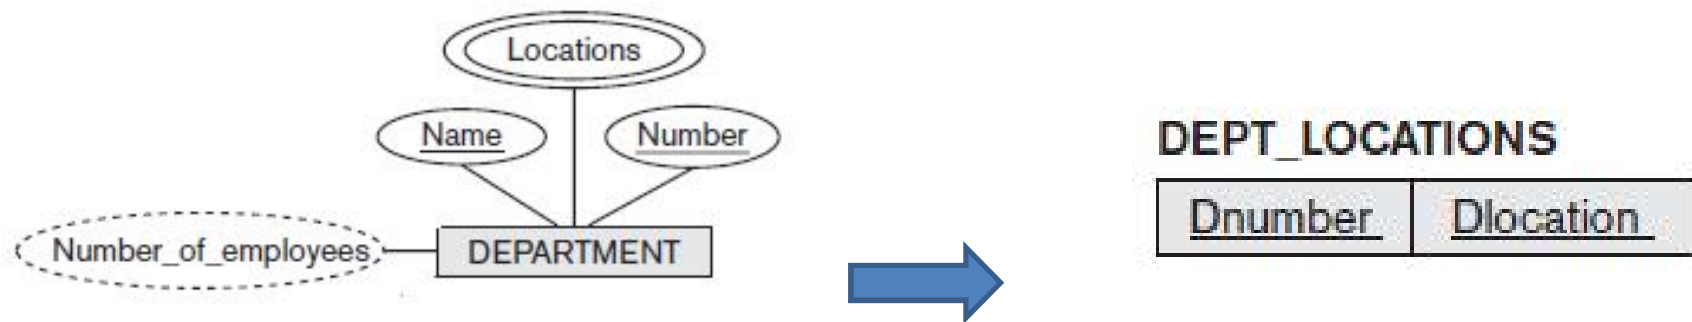 Locations
Name
Number
Number_of_employees
DEPARTMENT
DEPT_LOCATIONS
Dnumber
Dlocation